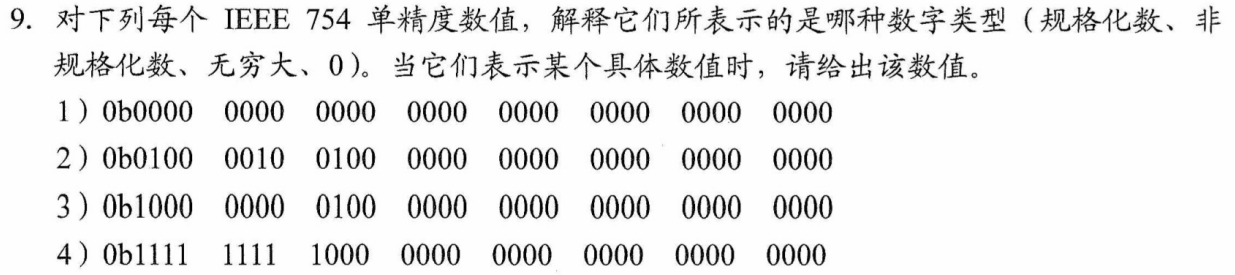 9. 对下列每个 IEEE 754 单精度数值，解释它们所表示的是哪种数字类型（规格化数、非
规格化数、无穷大、0）。当它们表示某个具体数值时，请给出该数值。
1）0b0000 0000 0000 0000 0000 0000 0000 0000
2）0b0100 0010 0100 0000 0000 0000 0000 0000
3）0b1000 0000 0100 0000 0000 0000 0000 0000
4）0b1111 1111 1000 0000 0000 0000 0000 0000